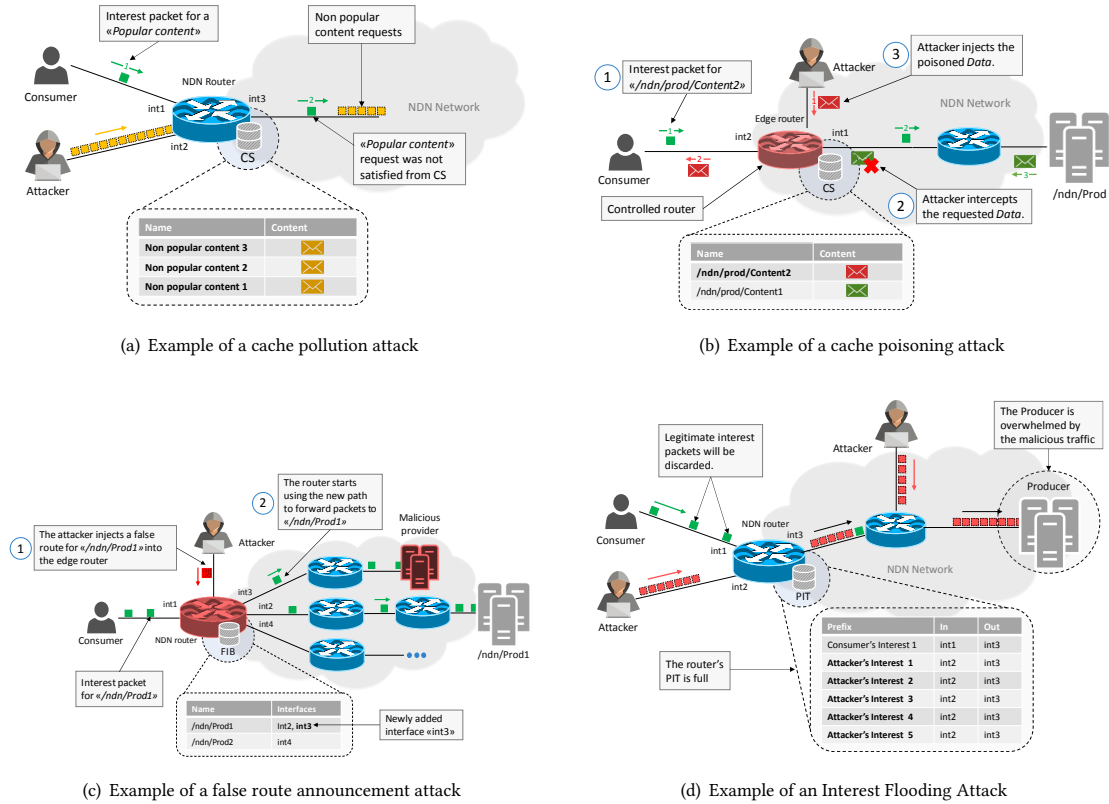 Interest packet for a
«Popular content»
Non popular
content requests
NDN Router
Consumer
1
int1
int3
2
NDN Network
int2
CS
Attacker
«Popular content»
request was not
satisfied from CS
Name Content
Non popular content 3
Non popular content 2
Non popular content 1
(a) Example of a cache pollution attack
Attacker
3
Attacker injects the
poisoned Data.
1
Interest packet for
«/ndn/prod/Content2»
1
NDN Network
Edge router
1
int2
int1
2
Consumer
2
CS
3
/ndn/Prod
Controlled router
2
Attacker intercepts
the requested Data.
Name Content
/ndn/prod/Content2
/ndn/prod/Content1
(b) Example of a cache poisoning attack
2
The router starts
using the new path
to forward packets to
«/ndn/Prod1»
Malicious
provider
1
The attacker injects a false
route for «/ndn/Prod1»into
the edge router
Attacker
int3
int1
int2
int4
Consumer
NDN router
FIB
/ndn/Prod1
Interest packet
for «/ndn/Prod1»
Name Interfaces
/ndn/Prod1 Int2, int3
/ndn/Prod2 int4
Newly added
interface «int3»
(c) Example of a false route announcement attack
Attacker
The Producer is
overwhelmed by
the malicious traffic
Legitimate interest
packets will be
discarded.
Producer
Consumer
NDN router
int1
int3
int2
PIT
NDN Network
Attacker
The router's
PIT is full
Prefix In Out
Consumer's Interest 1 int1 int3
Attacker's Interest 1 int2 int3
Attacker's Interest 2 int2 int3
Attacker's Interest 3 int2 int3
Attacker's Interest 4 int2 int3
Attacker's Interest 5 int2 int3
(d) Example of an Interest Flooding Attack